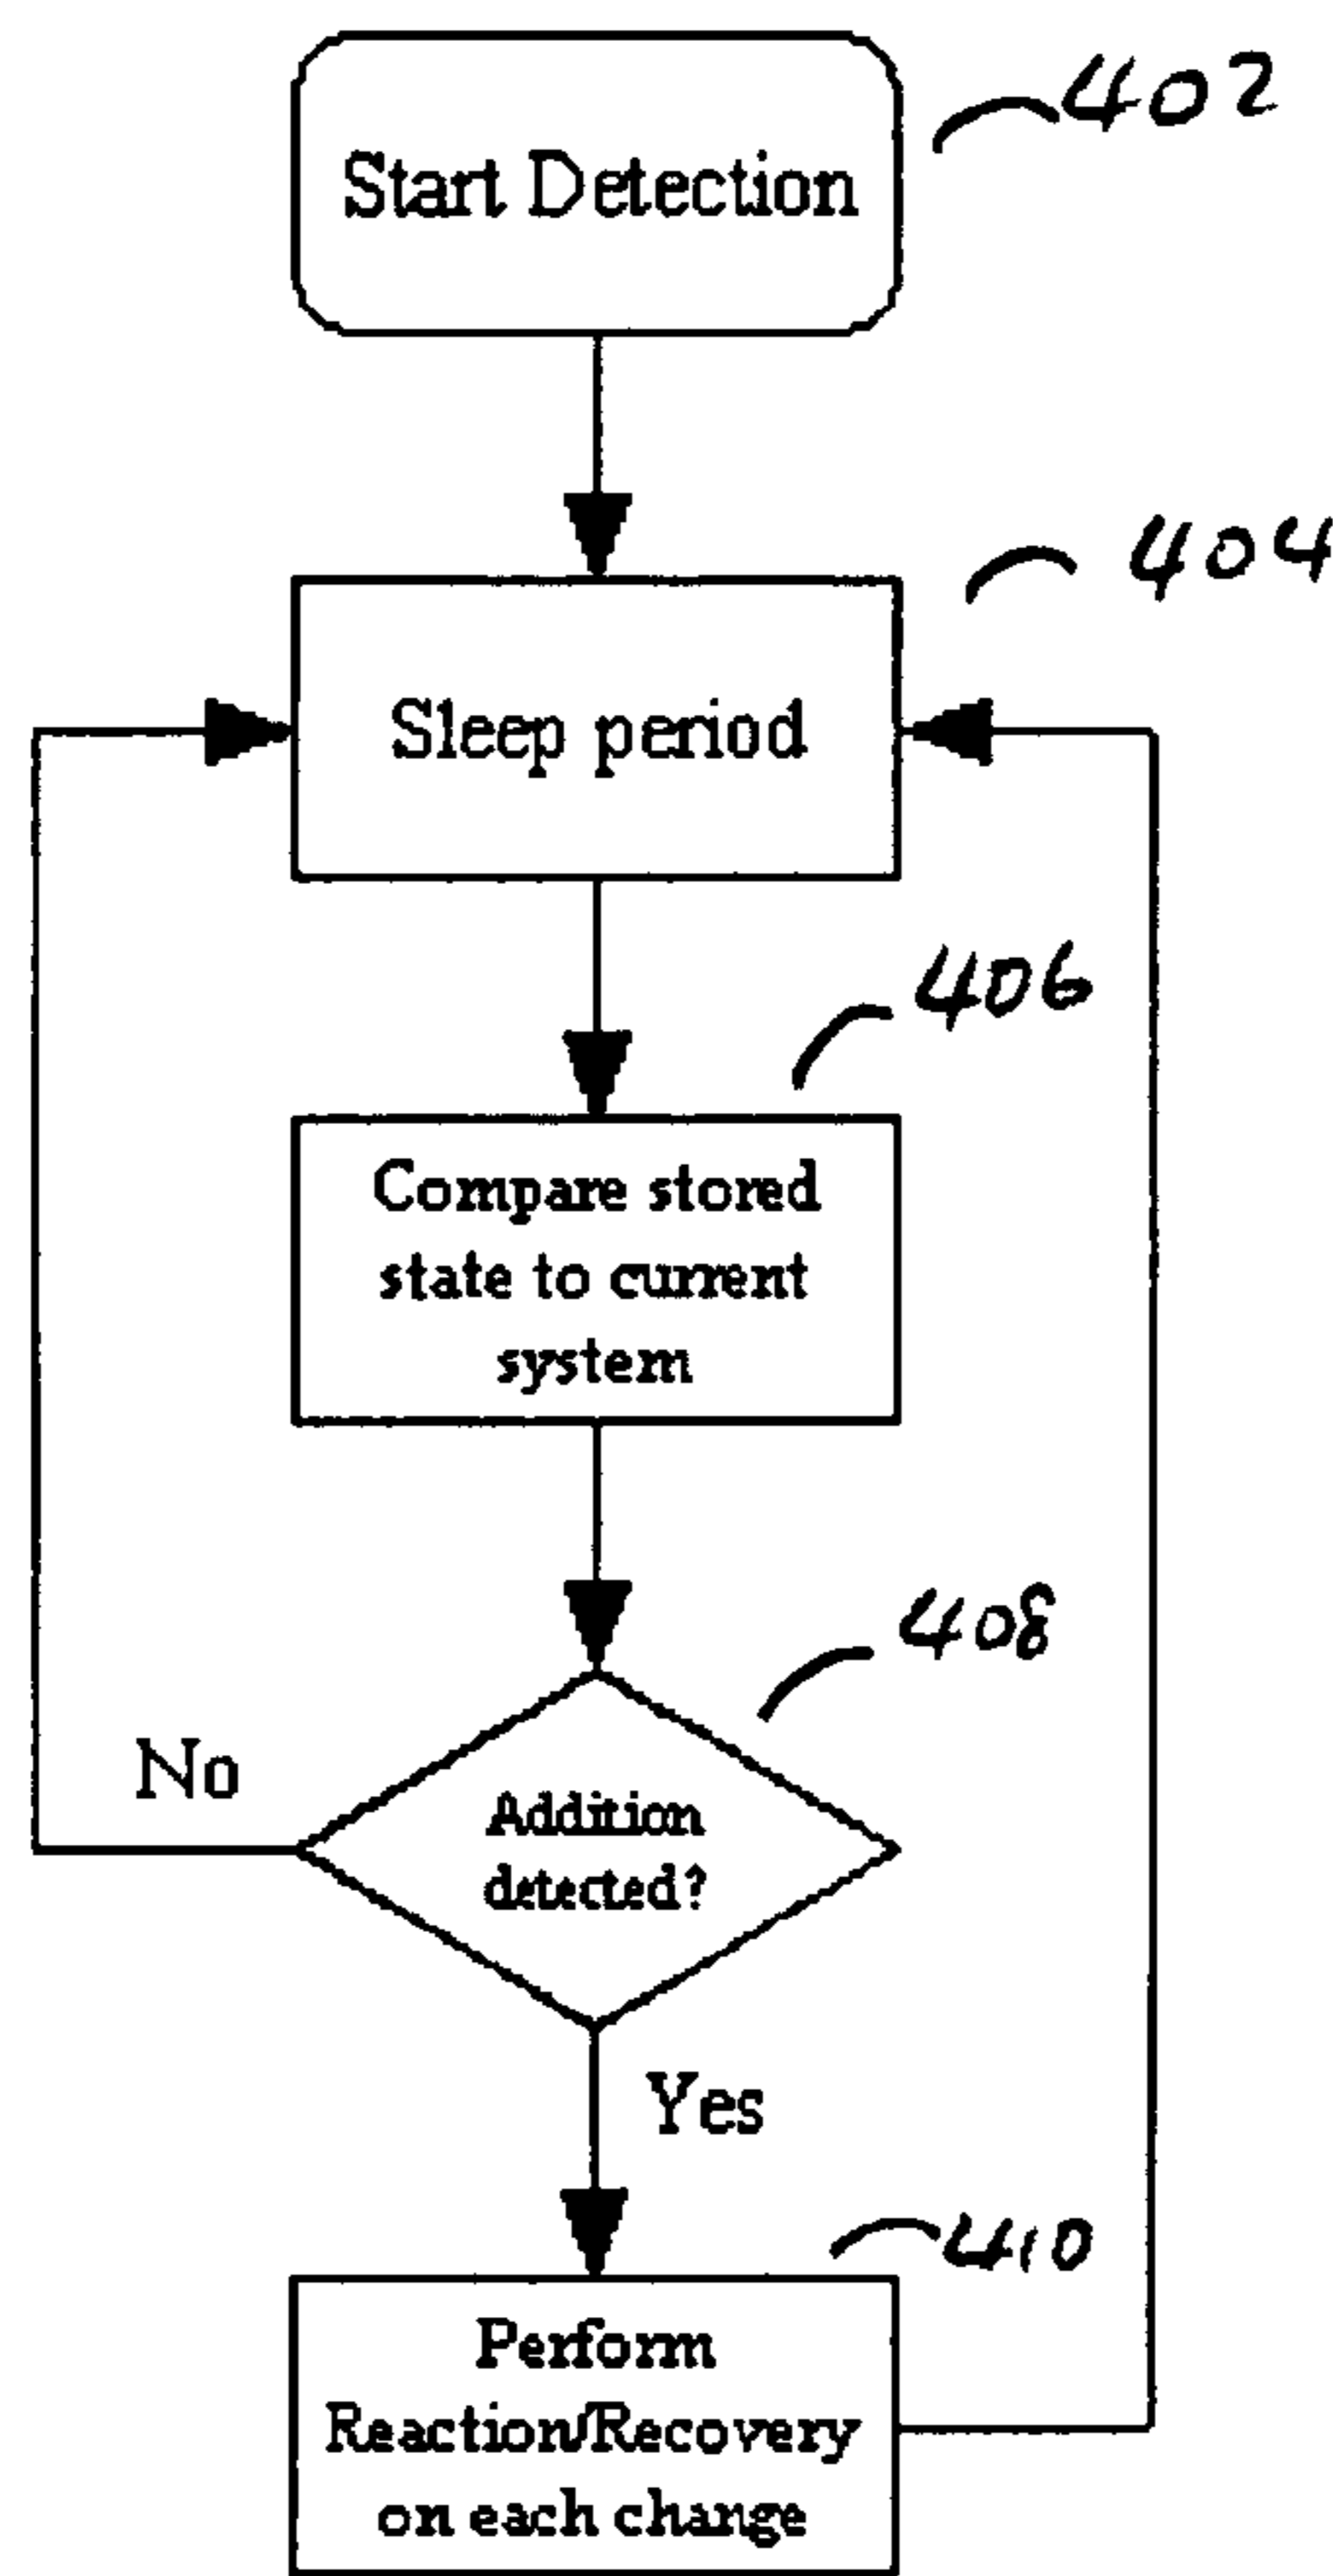 402
Start Detection
404
Sleep period
406
Compare stored
state to current
system
408
No
Addition
detected?
Yes
410
Perform
Reaction/Recovery
on each change